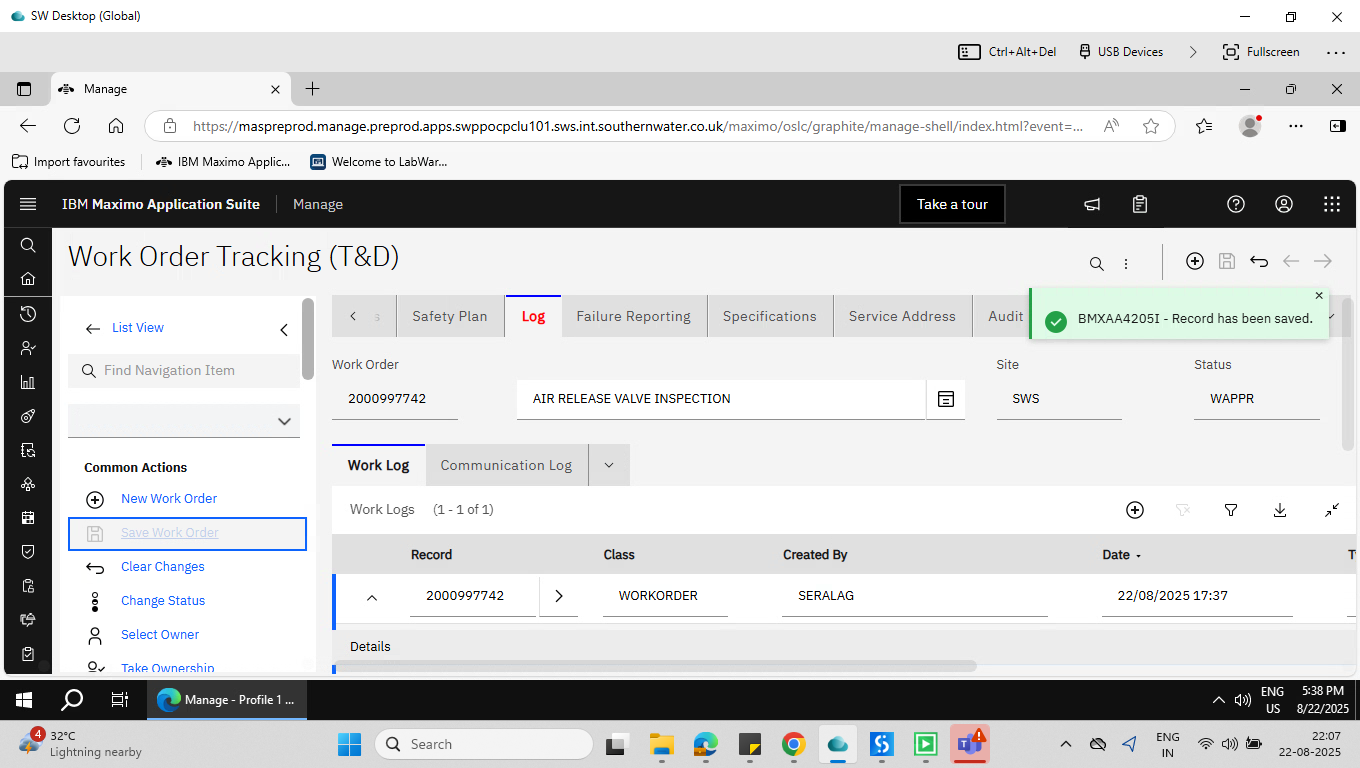 SW Desktop (Global)
Ctrl+Alt+Del USB Devices Fullscreen
Manage
https://maspreprod.manage.preprod.apps.swppocpclu101.sws.int.southernwater.co.uk/maximo/oslc/graphite/manage-shell/index.html?event=...
Import favourites IBM Maximo Applic... Welcome to LabWar...
IBM Maximo Application Suite Manage Take a tour
Work Order Tracking (T&D)
BMXAA4205I - Record has been saved.
List View
Find Navigation Item
Common Actions
New Work Order
Save Work Order
Clear Changes
Change Status
Select Owner
Take Ownership
s Safety Plan Log Failure Reporting Specifications Service Address Audit
Work Order Site Status
2000997742 AIR RELEASE VALVE INSPECTION SWS WAPPR
Work Log Communication Log
Work Logs (1 - 1 of 1)
Record Class Created By Date
2000997742 WORKORDER SERALAG 22/08/2025 17:37
Details
Manage - Profile 1 ...
ENG
US
5:38 PM
8/22/2025
4
32°C
Lightning nearby
Search
ENG
IN
22:07
22-08-2025